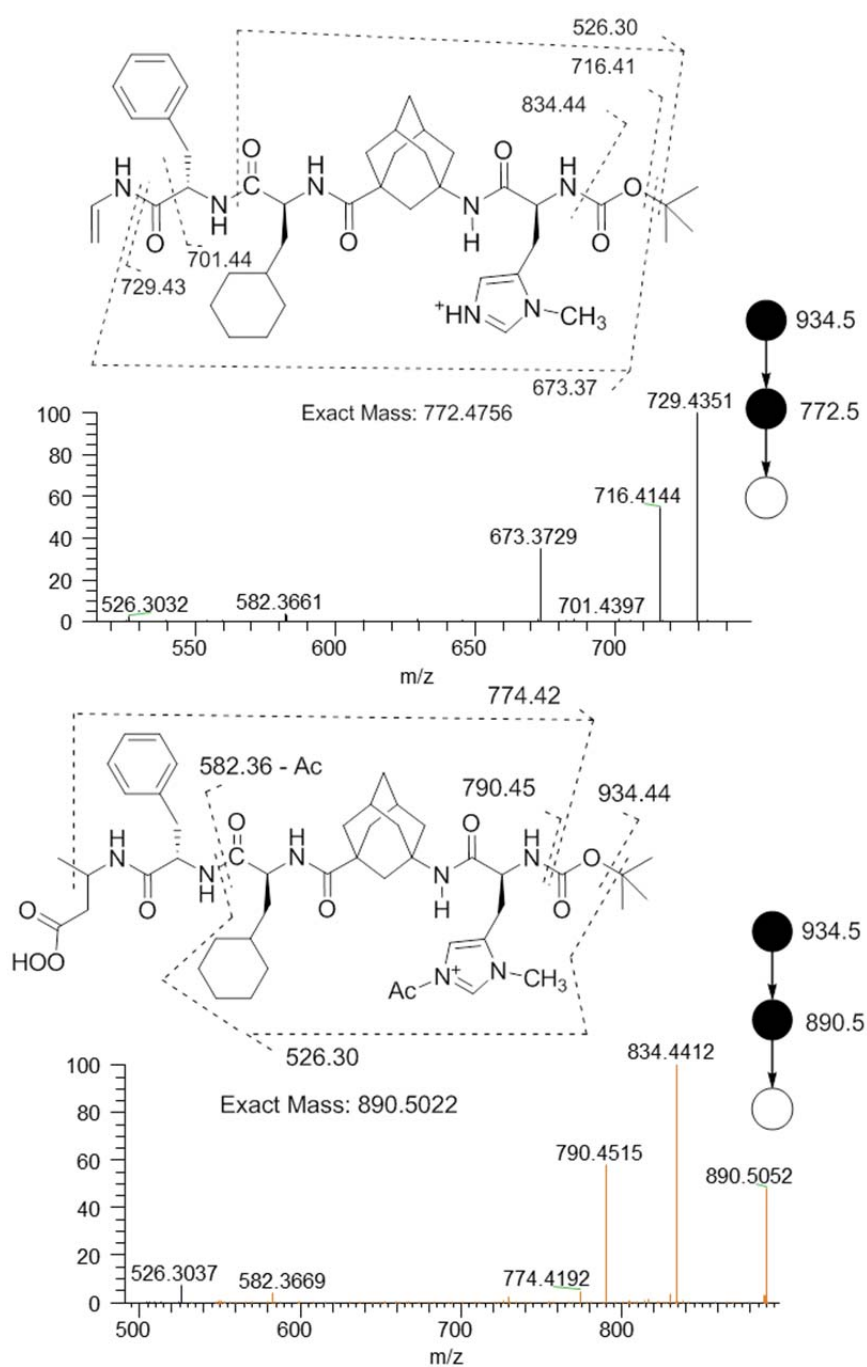 526.30
716.41
834.44
H
N
O
O
N
H
H
N
O
O
N
H
O
H
N
O
O
701.44
729.43
+HN
N
CH3
673.37
934.5
772.5
Exact Mass: 772.4756
729.4351
716.4144
673.3729
701.4397
582.3661
526.3032
100
80
60
40
20
0
550
600
650
700
m/z
774.42
582.36 - Ac
790.45
934.44
H
N
O
N
H
O
H
N
O
O
N
H
O
H
N
O
O
O
HOO
N+
Ac
N
CH3
526.30
934.5
890.5
Exact Mass: 890.5022
834.4412
790.4515
890.5052
774.4192
526.3037
582.3669
100
80
60
40
20
0
500
600
700
800
m/z